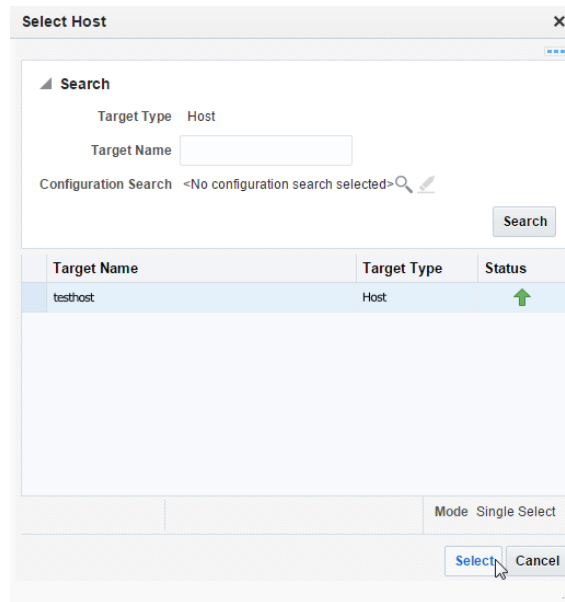 Select Host
Search
Target Type Host
Target Name
Configuration Search <No configuration search selected>
Search
Target Name Target Type Status
testhost Host
Mode Single Select
Select Cancel